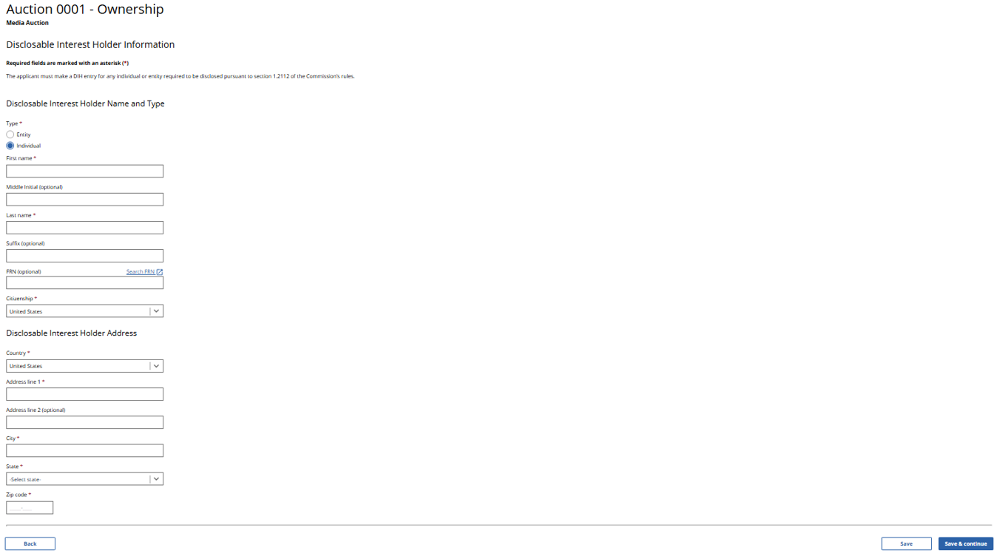 Auction 0001 - Ownership
Media Auction
Disclosable Interest Holder Information
Required fields are marked with an asterisk (*)
The applicant must make a DIH entry for any individual or entity required to be disclosed pursuant to section 1.2112 of the Commission's rules.
Disclosable Interest Holder Name and Type
Type *
Entity
Individual
First name *
Middle Initial (optional)
Last name *
Suffix (optional)
FRN (optional) Search FRN
Citizenship *
United States
Disclosable Interest Holder Address
Country *
United States
Address line 1 *
Address line 2 (optional)
City *
State *
-Select state-
Zip code *
_____-____
Back Save Save & continue